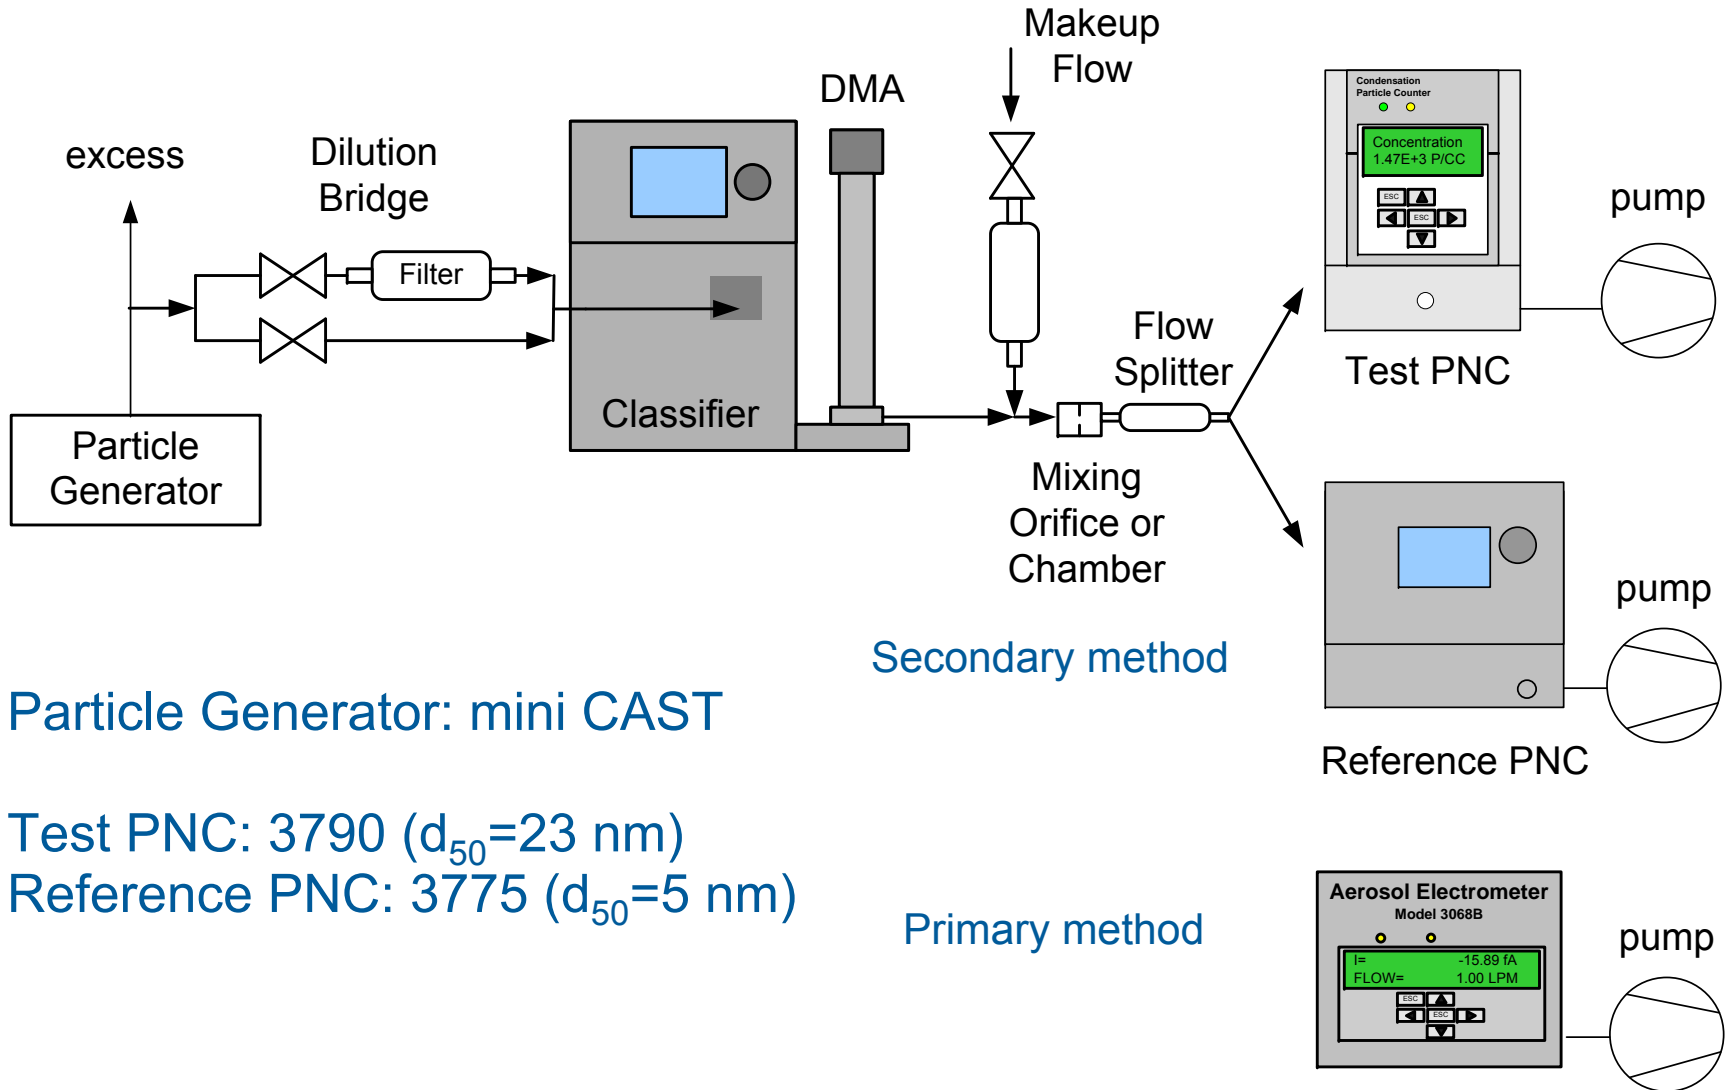 Makeup
Flow
DMA
excess
Dilution
Bridge
Filter
Classifier
Particle
Generator
Flow
Splitter
Mixing
Orifice or
Chamber
Condensation
Particle Counter
Concentration
1.47E+3 P/CC
ESC
ESC
pump
Test PNC
Secondary method
pump
Reference PNC
Particle Generator: mini CAST
Test PNC: 3790 (d50=23 nm)
Reference PNC: 3775 (d50=5 nm)
Primary method
Aerosol Electrometer
Model 3068B
I= -15.89 fA
FLOW= 1.00 LPM
ESC
ESC
pump